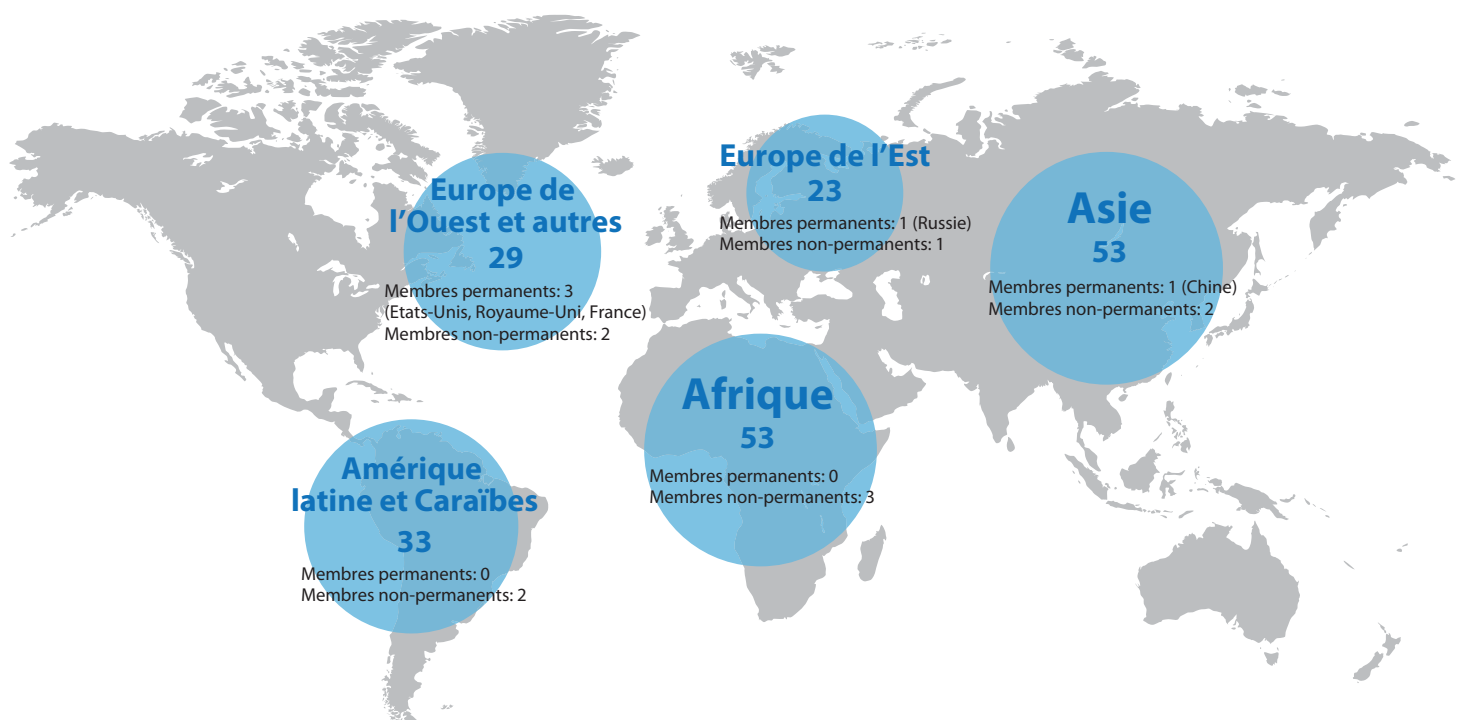 Europe de
l'Ouest et autres
29
Membres permanents: 3
(Etats-Unis, Royaume-Uni, France)
Membres non-permanents: 2
Europe de l'Est
23
Membres permanents: 1 (Russie)
Membres non-permanents: 1
Asie
53
Membres permanents: 1 (Chine)
Membres non-permanents: 2
Afrique
53
Membres permanents: 0
Membres non-permanents: 3
Amérique
latine et Caraïbes
33
Membres permanents: 0
Membres non-permanents: 2